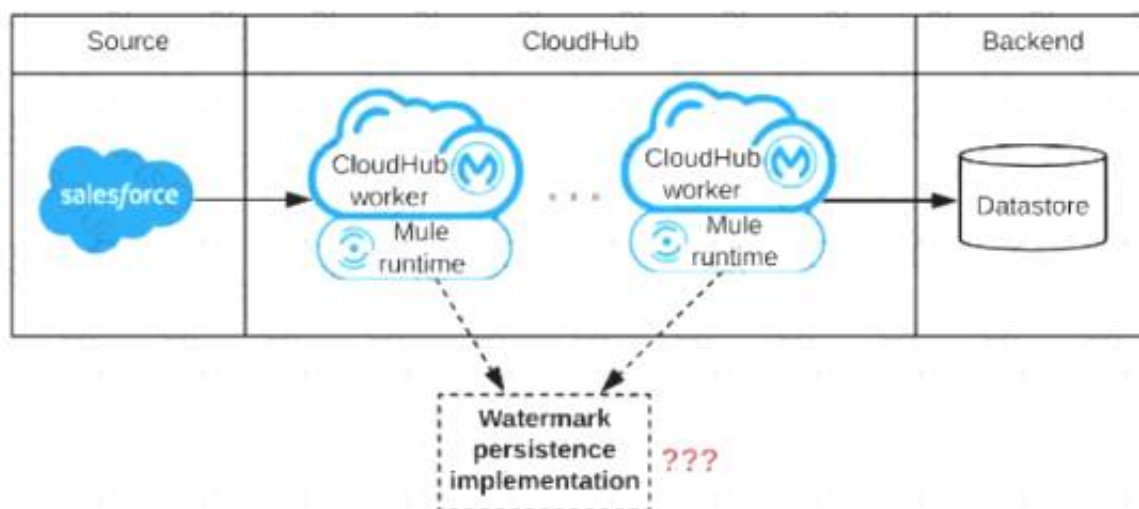 Source
CloudHub
Backend
salesforce
CloudHub
worker
Mule
runtime
...
CloudHub
worker
Mule
runtime
Datastore
Watermark
persistence
implementation
???